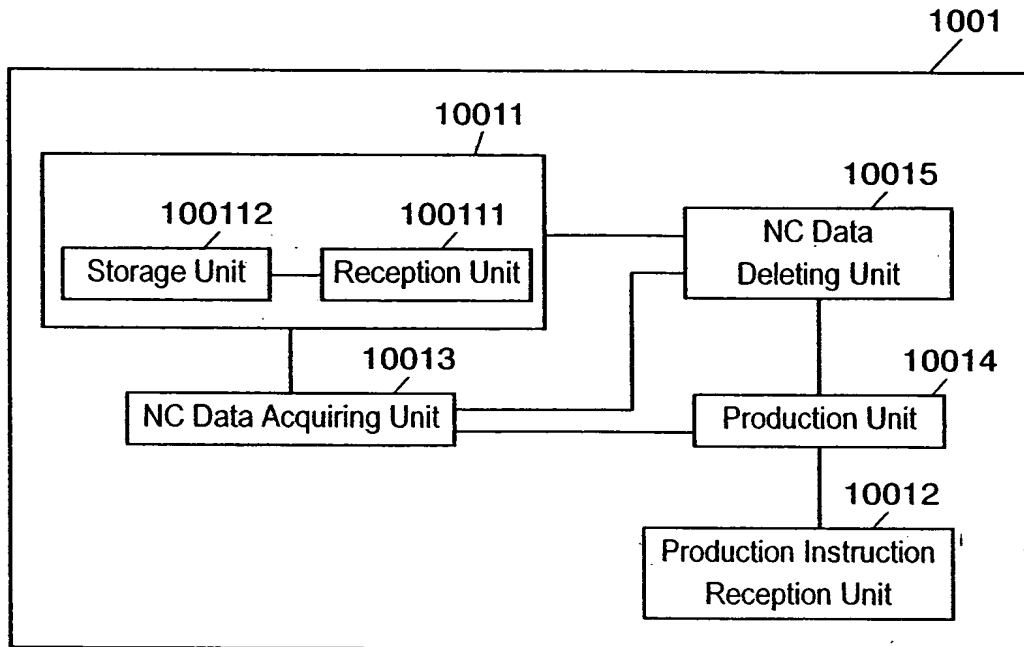 1001
10011
100112
100111
Storage Unit
Reception Unit
10015
NC Data
Deleting Unit
10013
NC Data Acquiring Unit
10014
Production Unit
10012
Production Instruction
Reception Unit